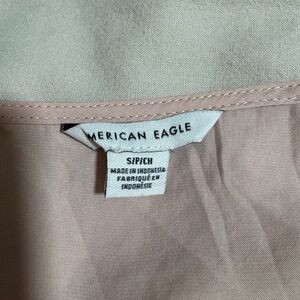 MERICAN EAGLE
S/P/CH
MADE IN INDONESIA
FABRIQUÉ EN
INDONÉSIE